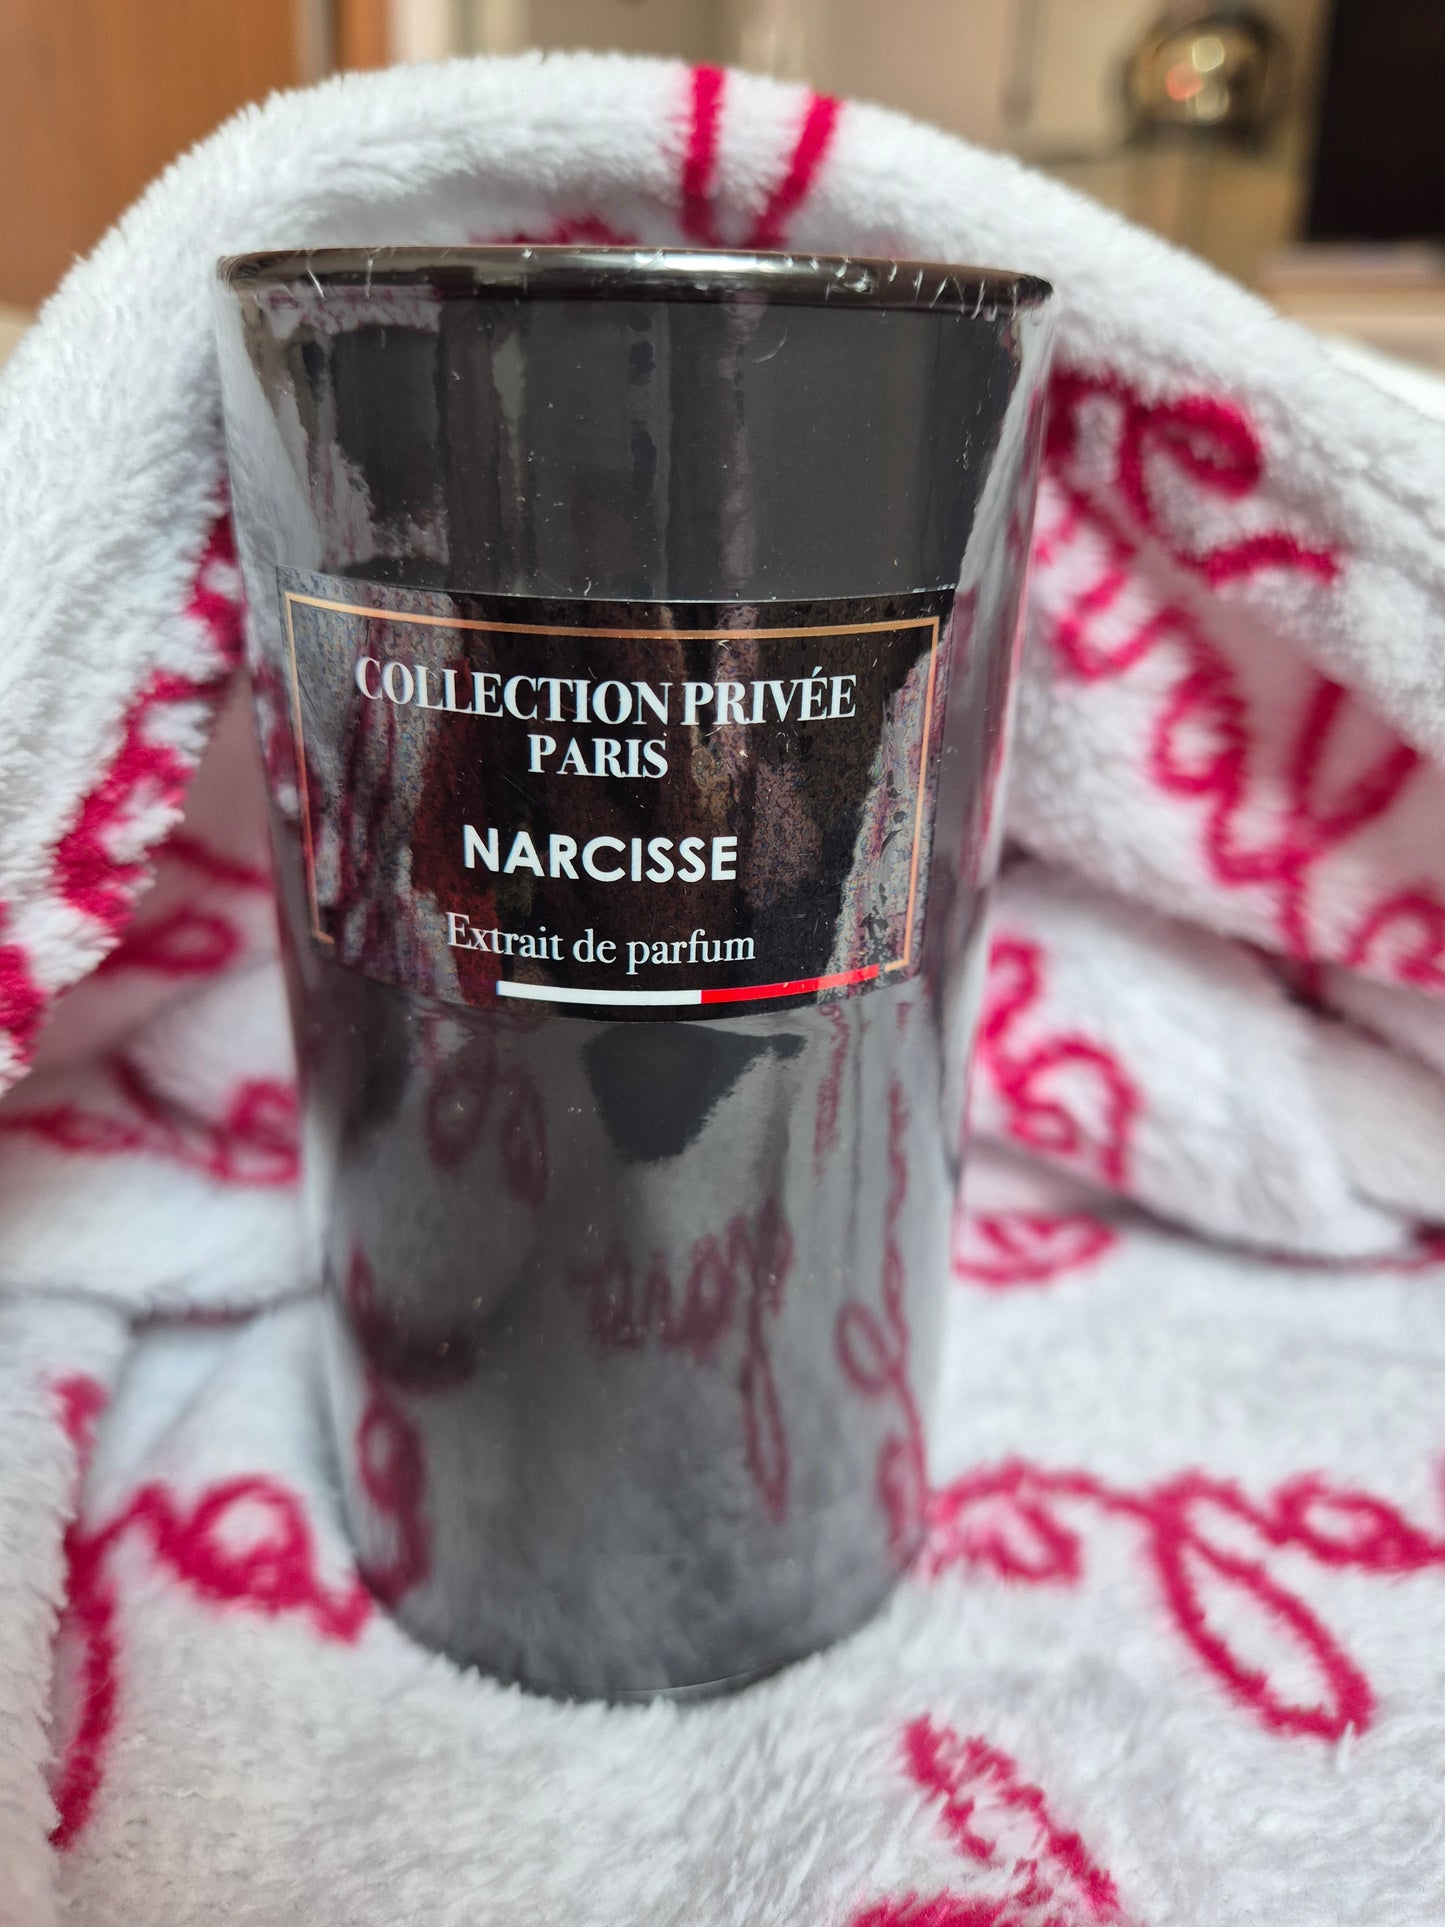 COLLECTION PRIVÉE
PARIS
NARCISSE
Extrait de parfum